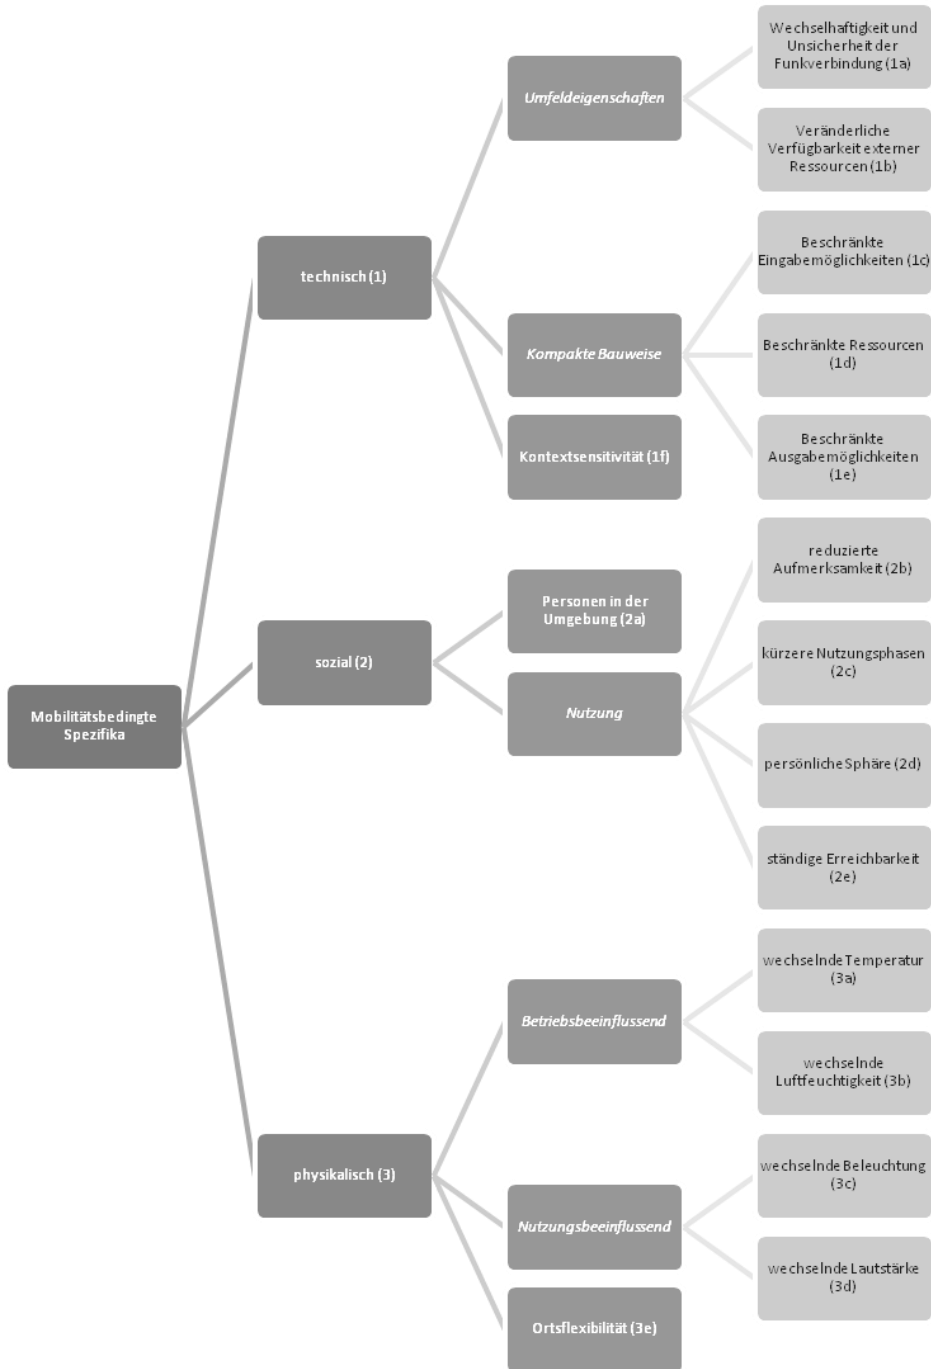 Mobilitätsbedingte
Spezifika
technisch (1)
Umfeldeigenschaften
Wechselhaftigkeit und
Unsicherheit der
Funkverbindung (1a)
Veränderliche
Verfügbarkeit externer
Ressourcen (1b)
Kompakte Bauweise
Beschränkte
Eingabemöglichkeiten (1c)
Beschränkte Ressourcen
(1d)
Beschränkte
Ausgabemöglichkeiten
(1e)
Kontextsensitivität (1f)
sozial (2)
Personen in der
Umgebung (2a)
Nutzung
reduzierte
Aufmerksamkeit (2b)
kürzere Nutzungsphasen
(2c)
persönliche Sphäre (2d)
ständige Erreichbarkeit
(2e)
physikalisch (3)
Betriebsbeeinflussend
wechselnde Temperatur
(3a)
wechselnde
Luftfeuchtigkeit (3b)
Nutzungsbeeinflussend
wechselnde Beleuchtung
(3c)
wechselnde Lautstärke
(3d)
Ortsflexibilität (3e)